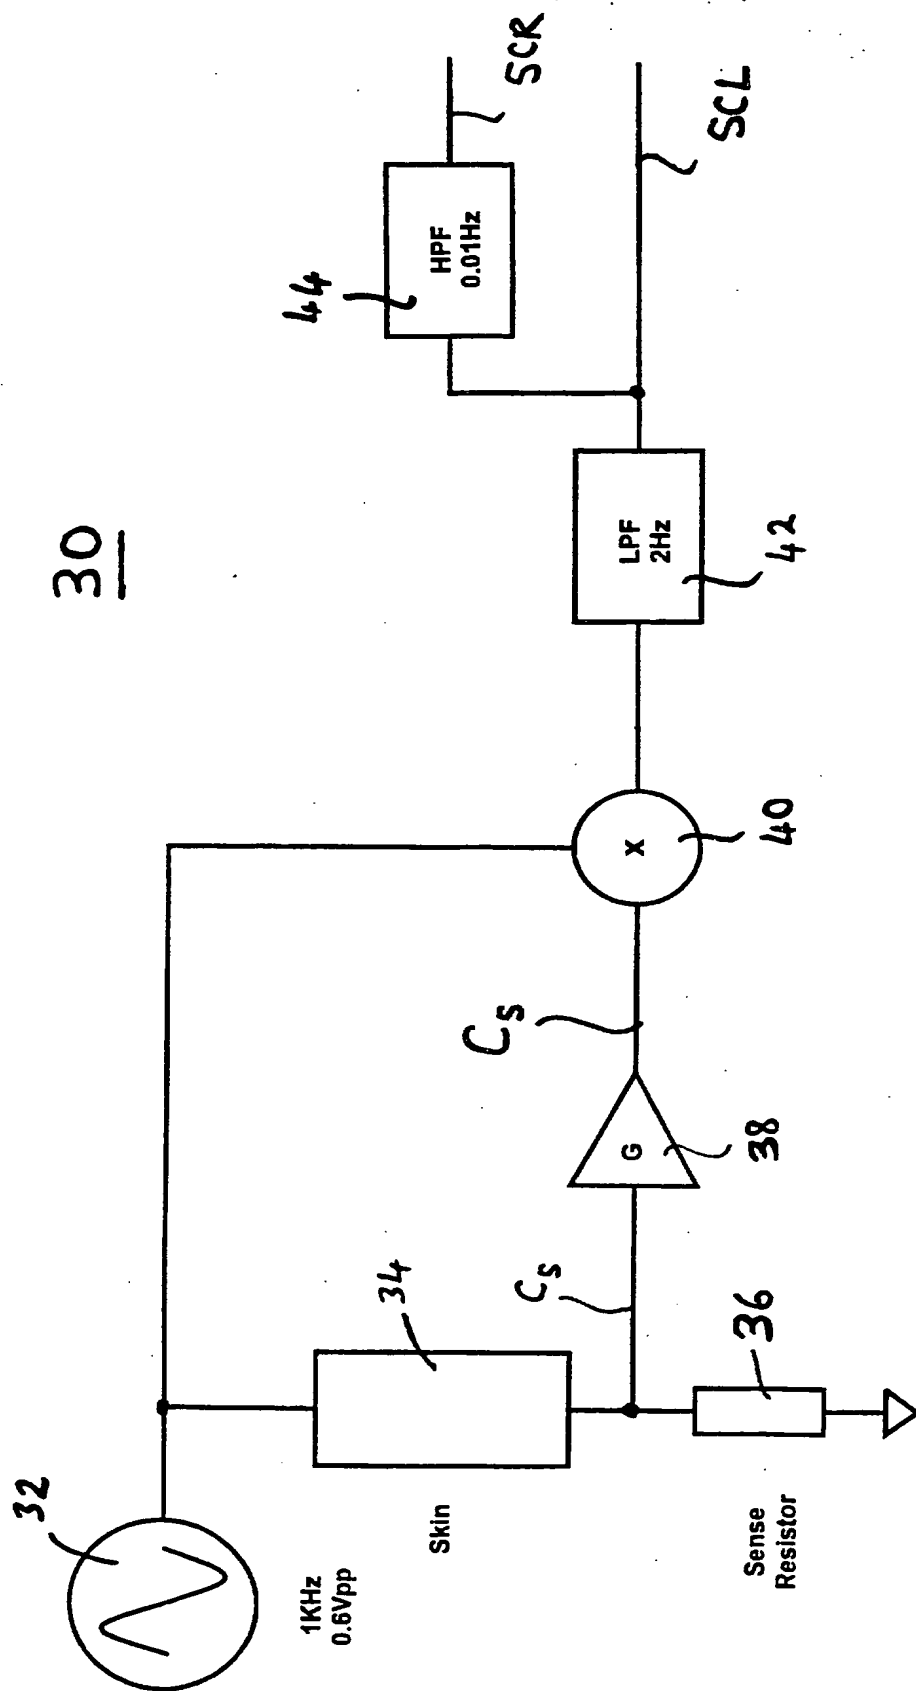 30
32
1KHz
0.6Vpp
Skin
34
Sense
Resistor
36
Cs
G
38
Cs
X
40
LPF
2Hz
42
HPF
0.01Hz
44
SCR
SCL